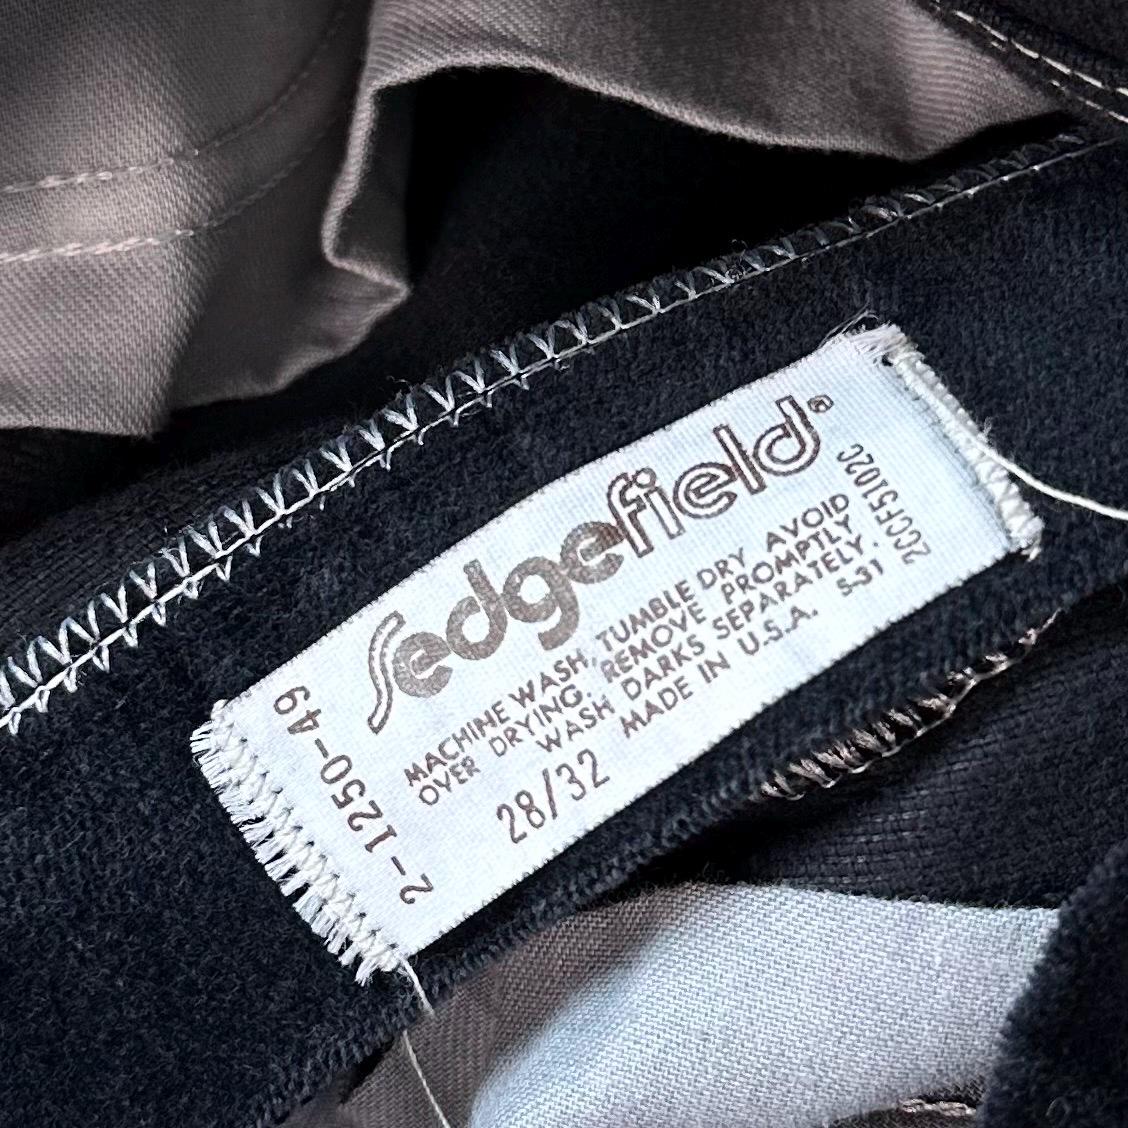 Sedgefield®
MACHINE WASH, TUMBLE DRY AVOID
OVER DRYING. REMOVE PROMPTLY
WASH DARKS SEPARATELY.
28/32 MADE IN U.S.A. S-31
2-1250-49
2CCF5102C